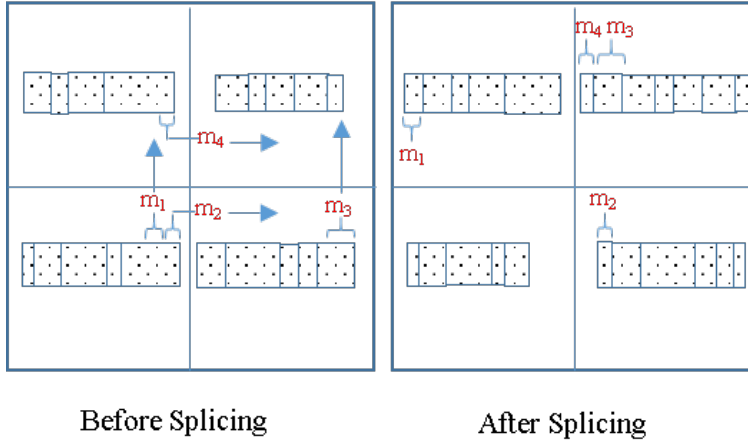 m₄
m₁
m₂
m₃
Before Splicing
m₄ m₃
m₁
m₂
After Splicing